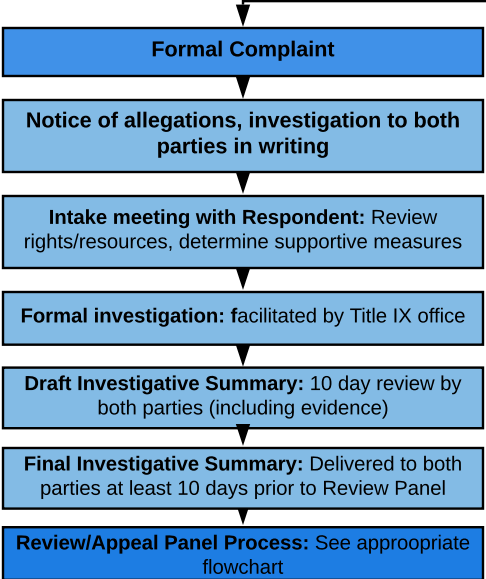 Formal Complaint
Notice of allegations, investigation to both
parties in writing
Intake meeting with Respondent: Review
rights/resources, determine supportive measures
Formal investigation: facilitated by Title IX office
Draft Investigative Summary: 10 day review by
both parties (including evidence)
Final Investigative Summary: Delivered to both
parties at least 10 days prior to Review Panel
Review/Appeal Panel Process: See approopriate
flowchart